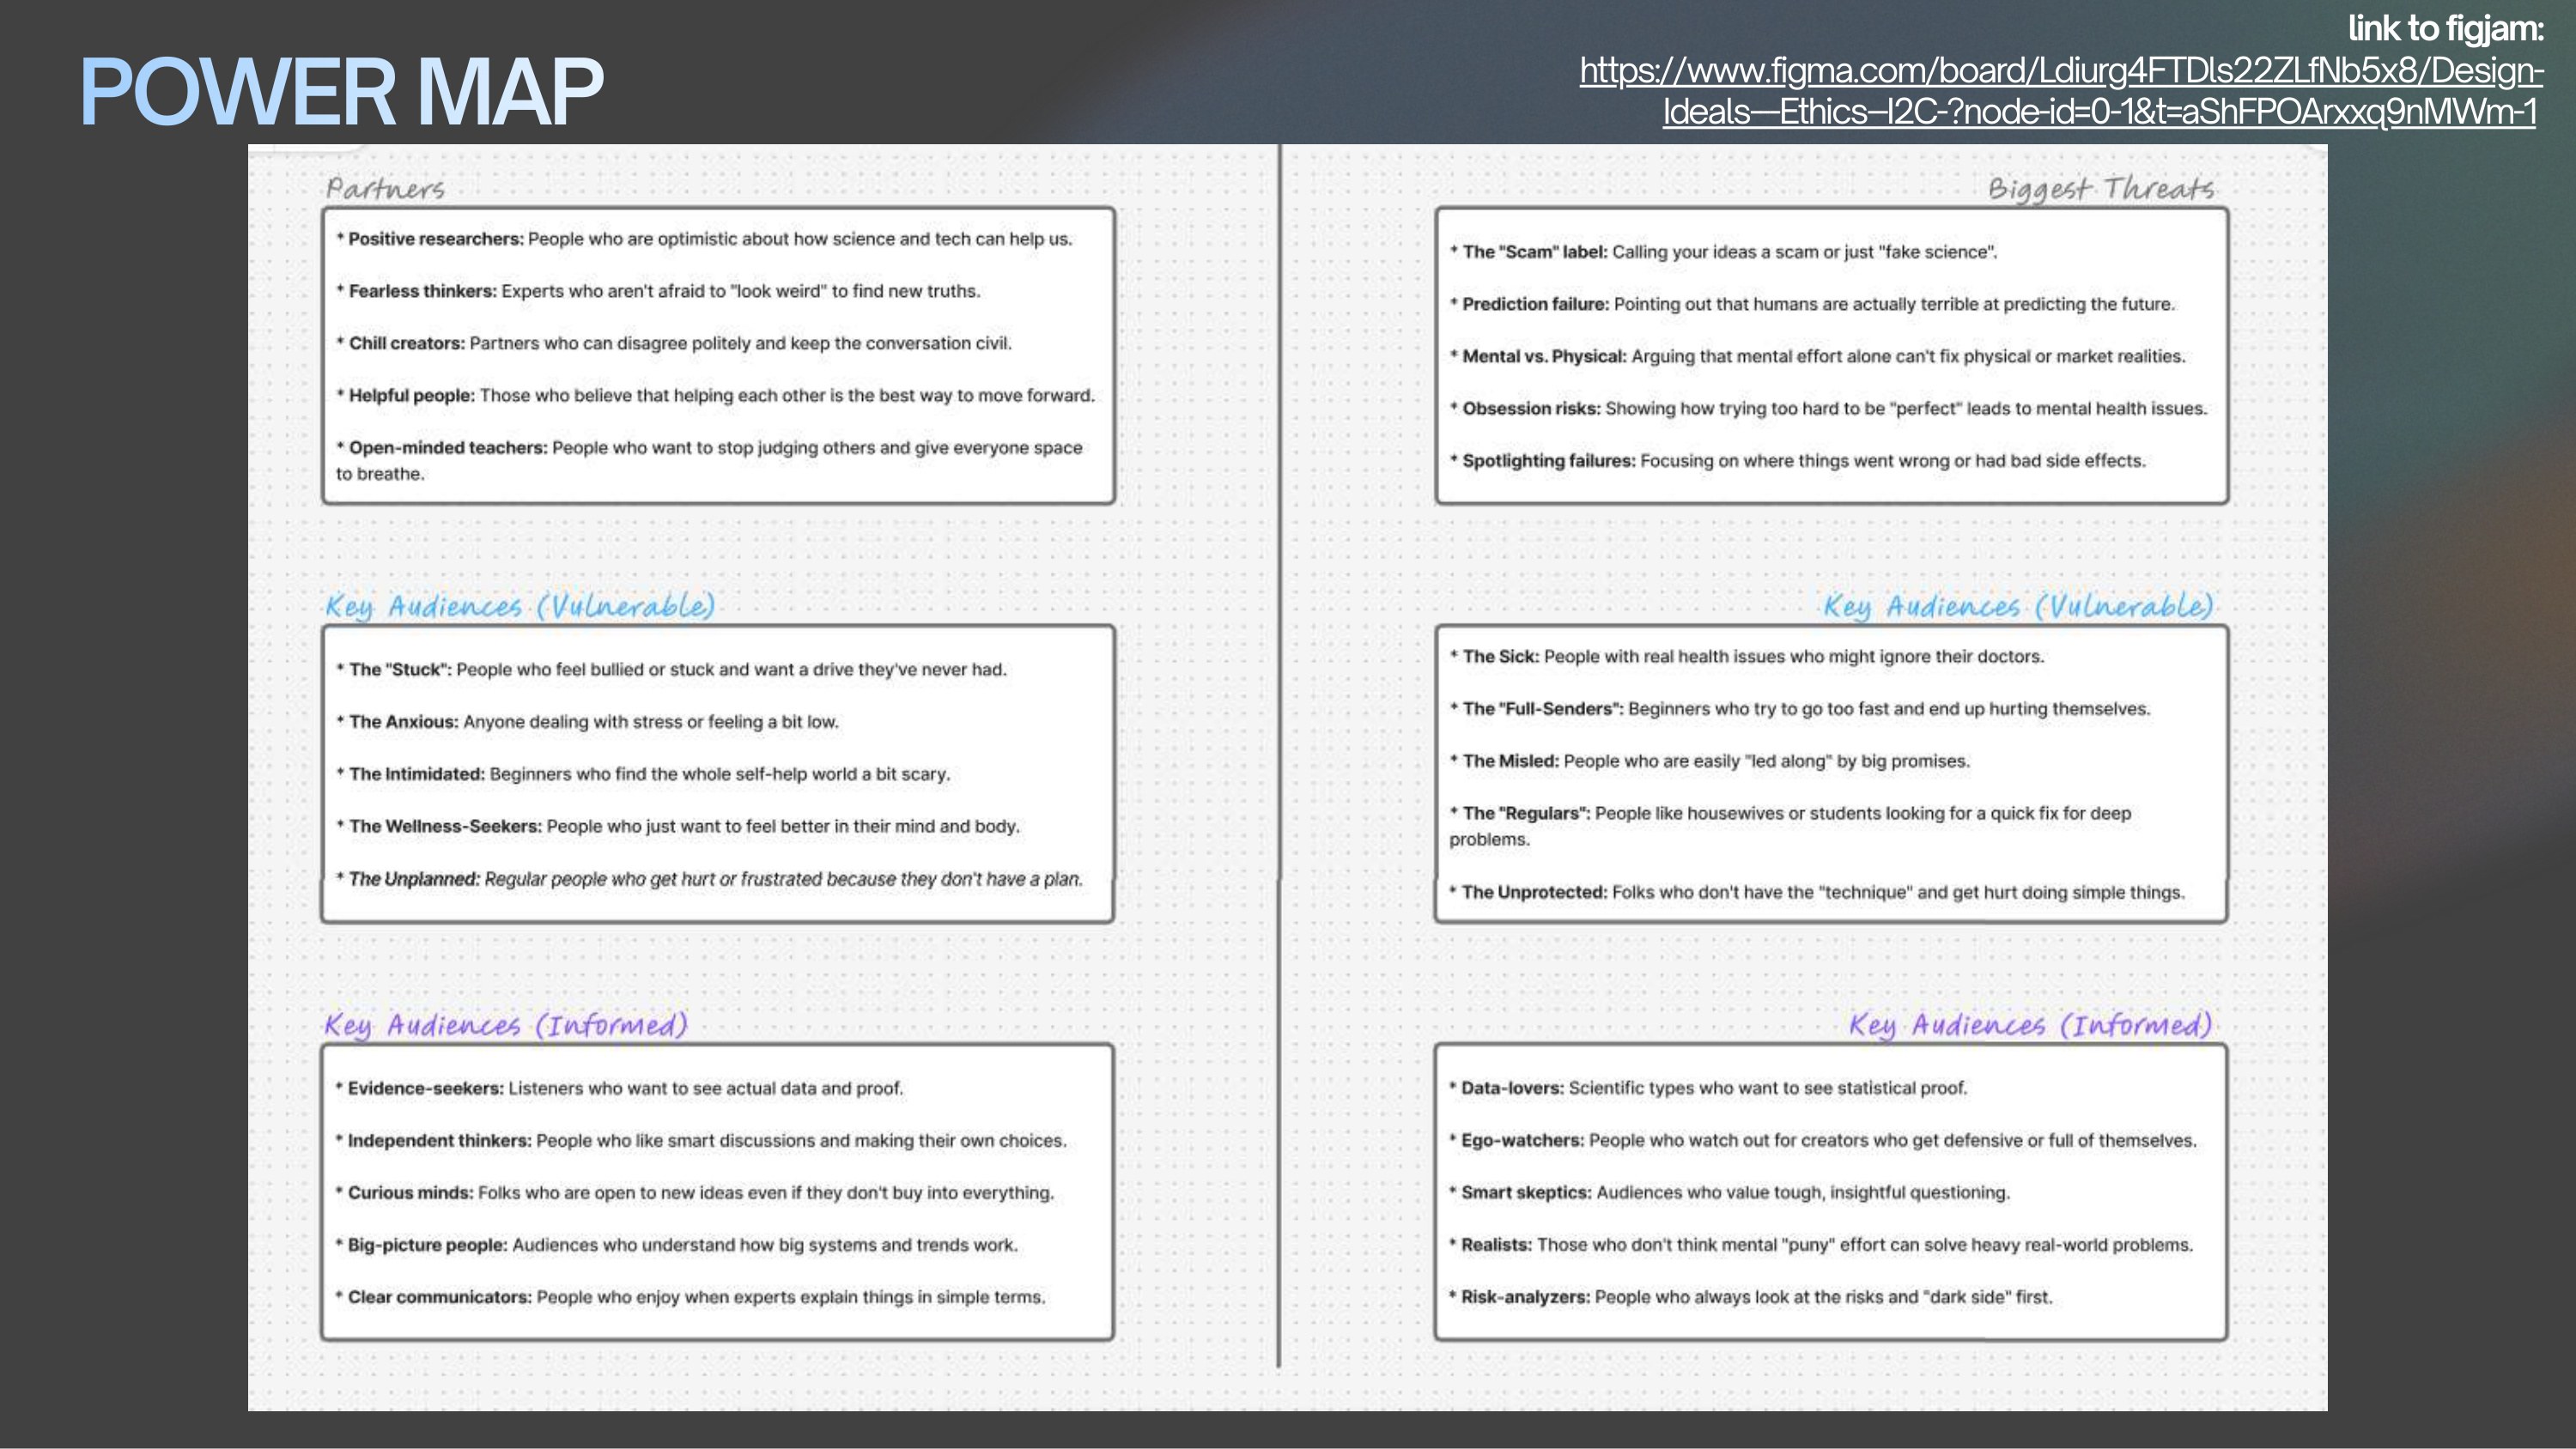 POWER MAP
link to figjam:
https://www.figma.com/board/Ldiurg4FTDls22ZLfNb5x8/Design-
Ideals—Ethics—I2C-?node-id=0-1&t=aShFPOArxxq9nMWm-1
Partners
* Positive researchers: People who are optimistic about how science and tech can help us.
* Fearless thinkers: Experts who aren't afraid to "look weird" to find new truths.
* Chill creators: Partners who can disagree politely and keep the conversation civil.
* Helpful people: Those who believe that helping each other is the best way to move forward.
* Open-minded teachers: People who want to stop judging others and give everyone space
to breathe.
Biggest Threats
* The "Scam" label: Calling your ideas a scam or just "fake science".
* Prediction failure: Pointing out that humans are actually terrible at predicting the future.
* Mental vs. Physical: Arguing that mental effort alone can't fix physical or market realities.
* Obsession risks: Showing how trying too hard to be "perfect" leads to mental health issues.
* Spotlighting failures: Focusing on where things went wrong or had bad side effects.
Key Audiences (Vulnerable)
* The "Stuck": People who feel bullied or stuck and want a drive they've never had.
* The Anxious: Anyone dealing with stress or feeling a bit low.
* The Intimidated: Beginners who find the whole self-help world a bit scary.
* The Wellness-Seekers: People who just want to feel better in their mind and body.
* The Unplanned: Regular people who get hurt or frustrated because they don't have a plan.
Key Audiences (Vulnerable)
* The Sick: People with real health issues who might ignore their doctors.
* The "Full-Senders": Beginners who try to go too fast and end up hurting themselves.
* The Misled: People who are easily "led along" by big promises.
* The "Regulars": People like housewives or students looking for a quick fix for deep
problems.
* The Unprotected: Folks who don't have the "technique" and get hurt doing simple things.
Key Audiences (Informed)
* Evidence-seekers: Listeners who want to see actual data and proof.
* Independent thinkers: People who like smart discussions and making their own choices.
* Curious minds: Folks who are open to new ideas even if they don't buy into everything.
* Big-picture people: Audiences who understand how big systems and trends work.
* Clear communicators: People who enjoy when experts explain things in simple terms.
Key Audiences (Informed)
* Data-lovers: Scientific types who want to see statistical proof.
* Ego-watchers: People who watch out for creators who get defensive or full of themselves.
* Smart skeptics: Audiences who value tough, insightful questioning.
* Realists: Those who don't think mental "puny" effort can solve heavy real-world problems.
* Risk-analyzers: People who always look at the risks and "dark side" first.